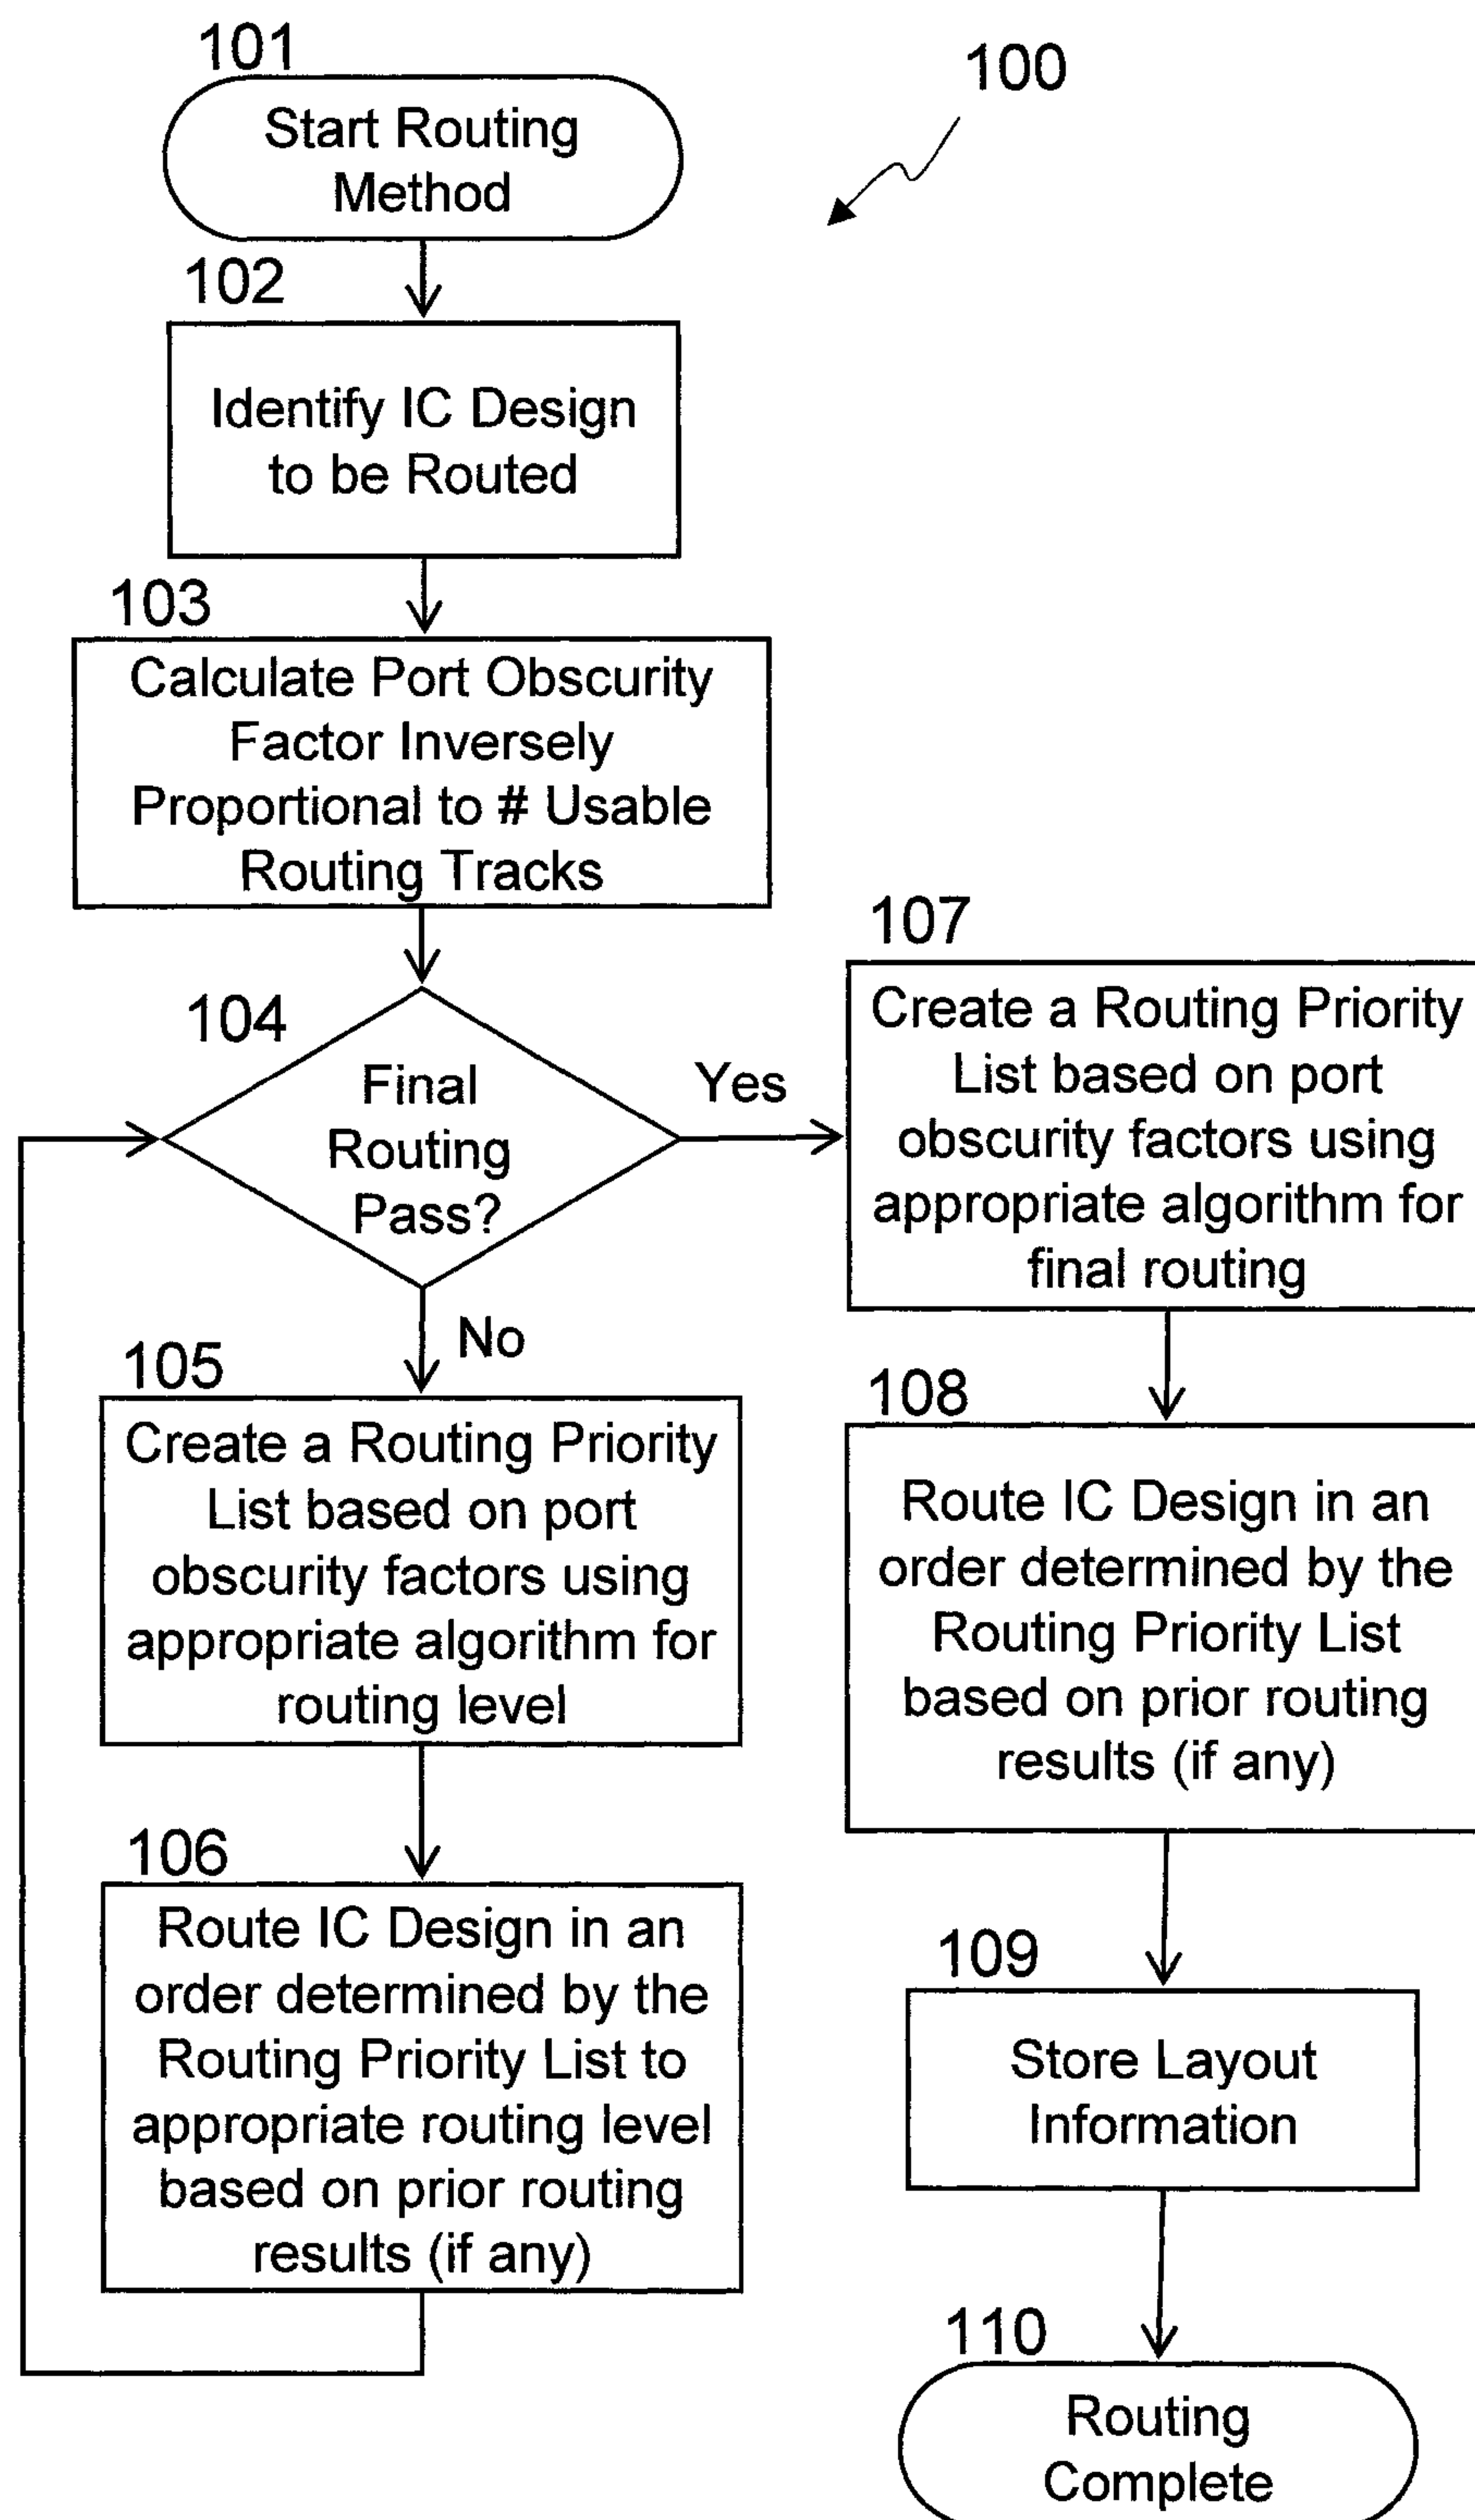 101
100
Start Routing
Method
102
Identify IC Design
to be Routed
103
Calculate Port Obscurity
Factor Inversely
Proportional to # Usable
Routing Tracks
104
Final
Routing
Pass?
Yes
No
105
Create a Routing Priority
List based on port
obscurity factors using
appropriate algorithm for
routing level
106
Route IC Design in an
order determined by the
Routing Priority List to
appropriate routing level
based on prior routing
results (if any)
107
Create a Routing Priority
List based on port
obscurity factors using
appropriate algorithm for
final routing
108
Route IC Design in an
order determined by the
Routing Priority List
based on prior routing
results (if any)
109
Store Layout
Information
110
Routing
Complete